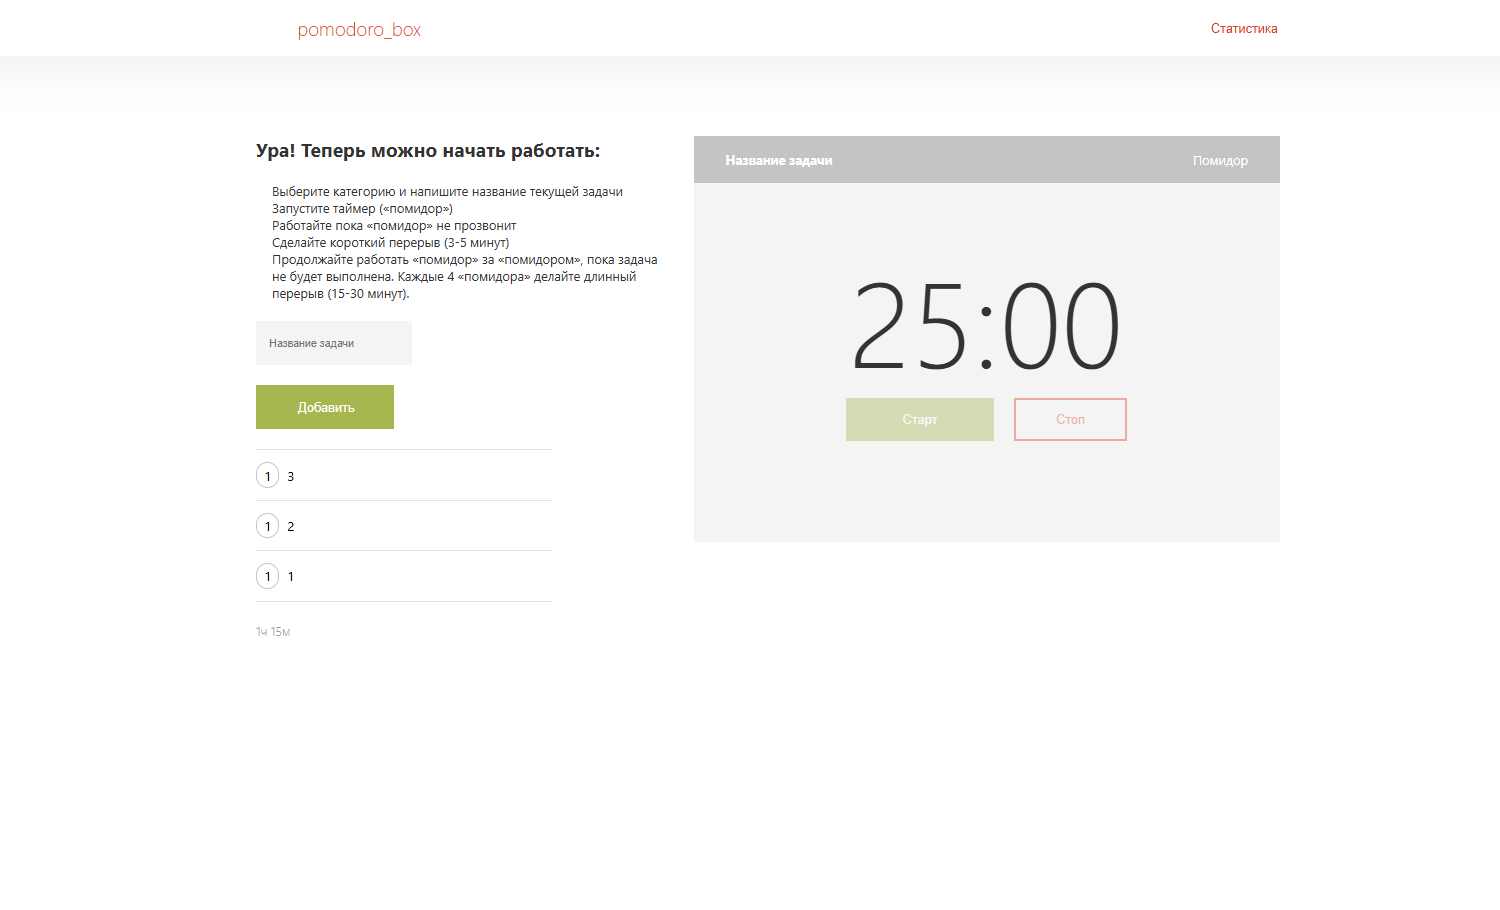 pomodoro_box
Статистика
Ура! Теперь можно начать работать:
Выберите категорию и напишите название текущей задачи
Запустите таймер («помидор»)
Работайте пока «помидор» не прозвонит
Сделайте короткий перерыв (3-5 минут)
Продолжайте работать «помидор» за «помидором», пока задача
не будет выполнена. Каждые 4 «помидора» делайте длинный
перерыв (15-30 минут).
Название задачи
Добавить
1 3
1 2
1 1
1ч 15м
Название задачи
Помидор
25:00
Старт
Стоп